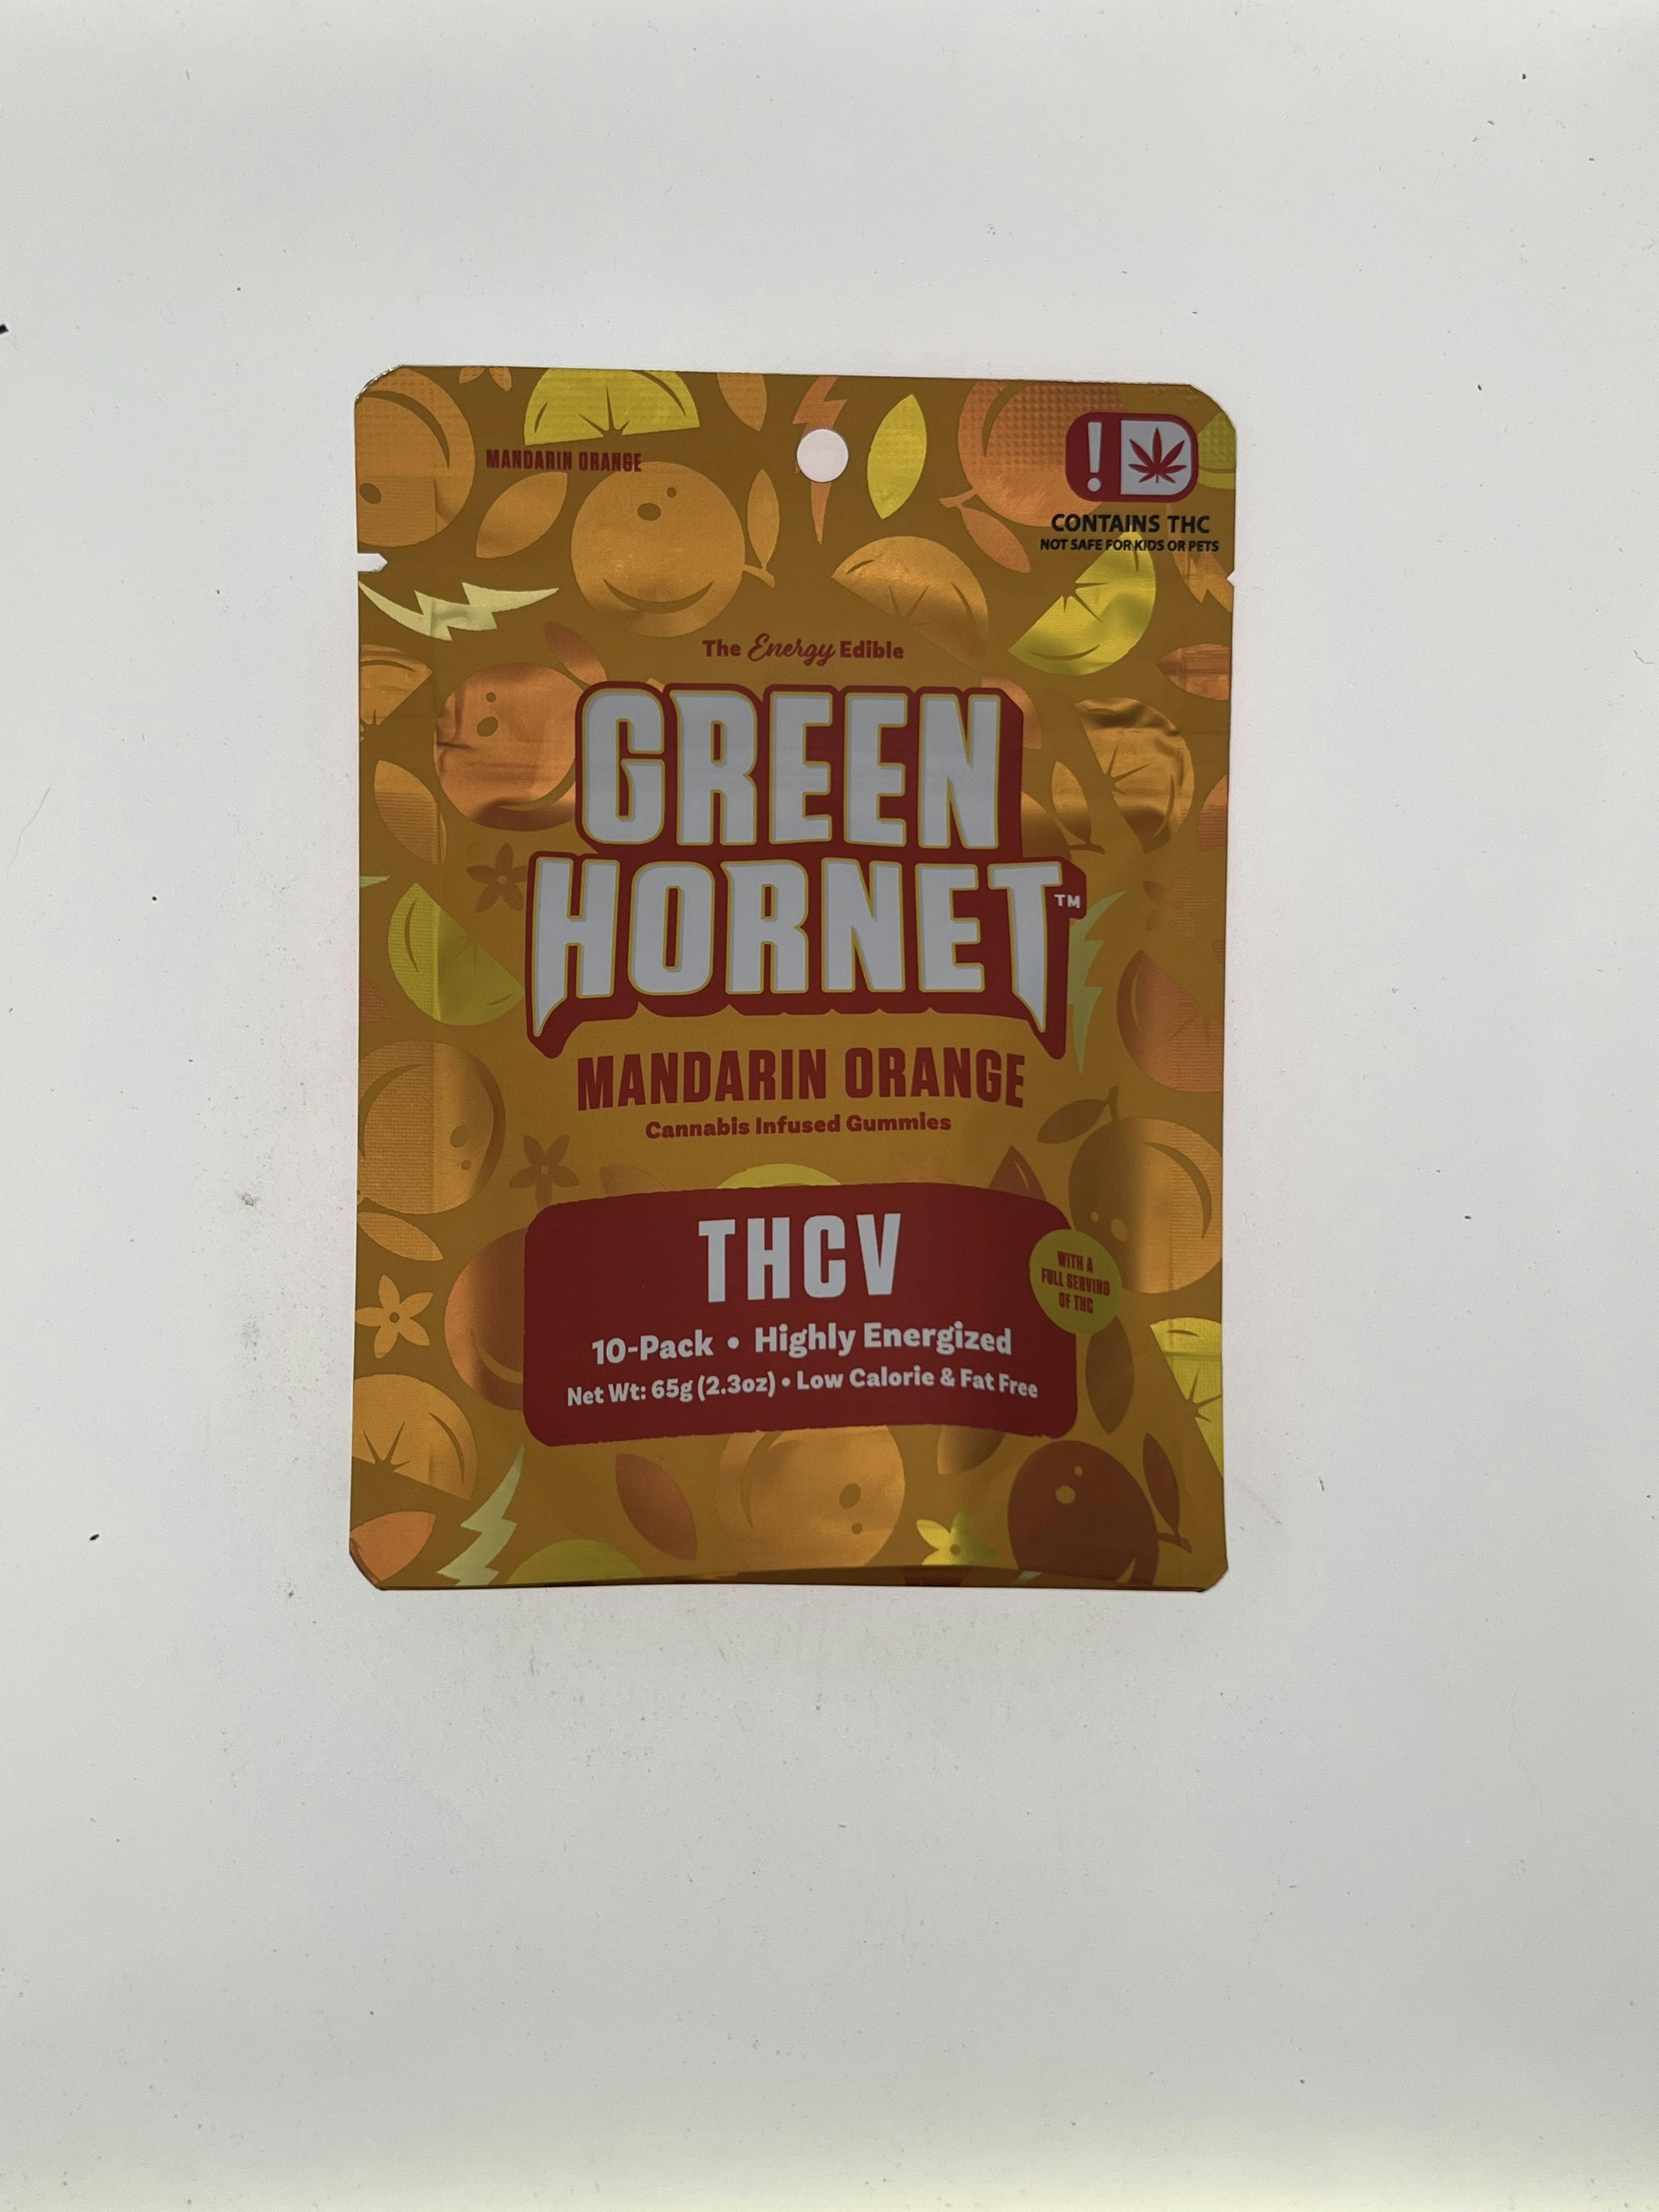 MANDARIN ORANGE
CONTAINS THC
NOT SAFE FOR KIDS OR PETS
The Energy Edible
GREEN
HORNET™
MANDARIN ORANGE
Cannabis Infused Gummies
THCV
WITH A
FULL SERVING
OF THC
10-Pack • Highly Energized
Net Wt: 65g (2.3oz) • Low Calorie & Fat Free